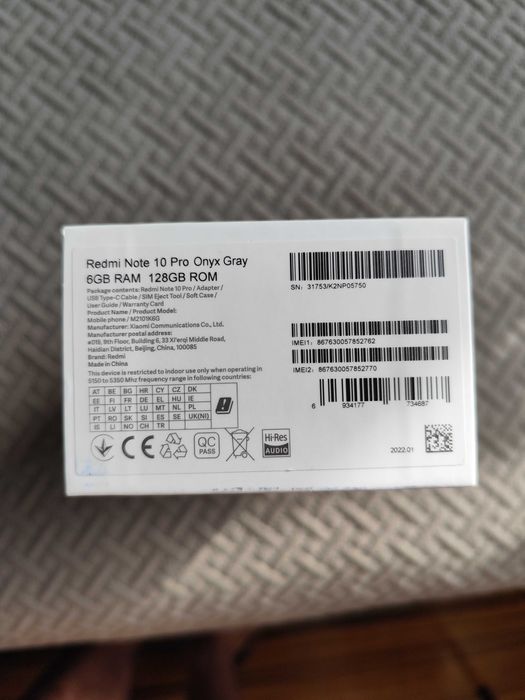 Redmi Note 10 Pro Onyx Gray
6GB RAM 128GB ROM
Package contents: Redmi Note 10 Pro / Adapter /
USB Type-C Cable / SIM Eject Tool / Soft Case /
User Guide / Warranty Card
Product Name / Product Model:
Mobile phone / M2101K6G
Manufacturer: Xiaomi Communications Co., Ltd.
Manufacturer postal address:
#019, 9th Floor, Building 6, 33 Xi'erqi Middle Road,
Haidian District, Beijing, China, 100085
Brand: Redmi
Made in China
This device is restricted to indoor use only when operating in
5150 to 5350 Mhz frequency range in following countries:
AT BE BG HR CY CZ DK
EE FI FR DE EL HU IE
IT LV LT LU MT NL PL
PT RO SK SI ES SE UK(NI)
IS LI NO CH TR
CE
QC
PASS
Hi-Res
AUDIO
SN: 31753/K2NP05750
IMEI1: 867630057852762
IMEI2: 867630057852770
6 934177 734687
2022.01